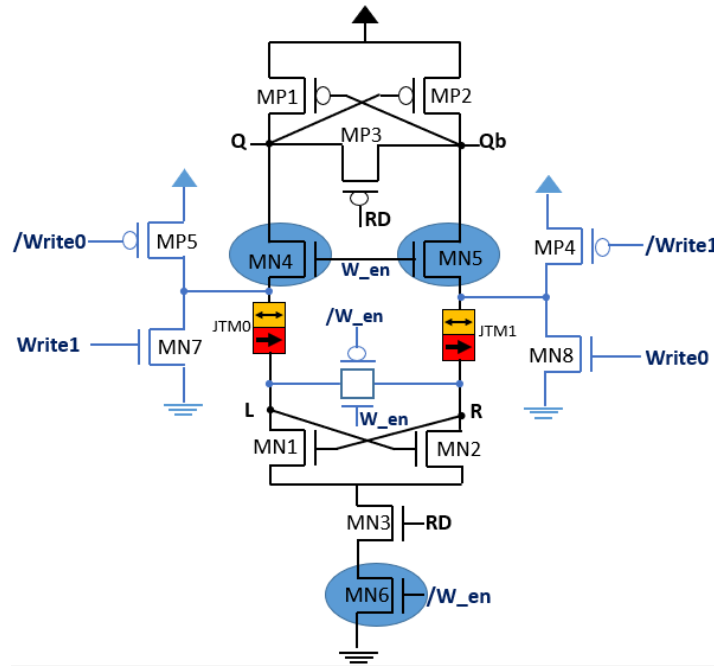 MP1
MP2
Q
MP3
Qb
RD
/Write0
MP5
MP4
/Write1
MN4
W_en
MN5
JTM0
/W_en
JTM1
Write1
MN7
MN8
Write0
L
W_en
R
MN1
MN2
MN3
RD
MN6
/W_en